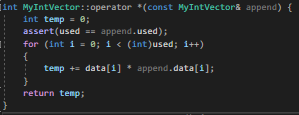 int MyIntVector::operator *(const MyIntVector& append) {
    int temp = 0;
    assert(used == append.used);
    for (int i = 0; i < (int)used; i++)
    {
        temp += data[i] * append.data[i];
    }
    return temp;
}